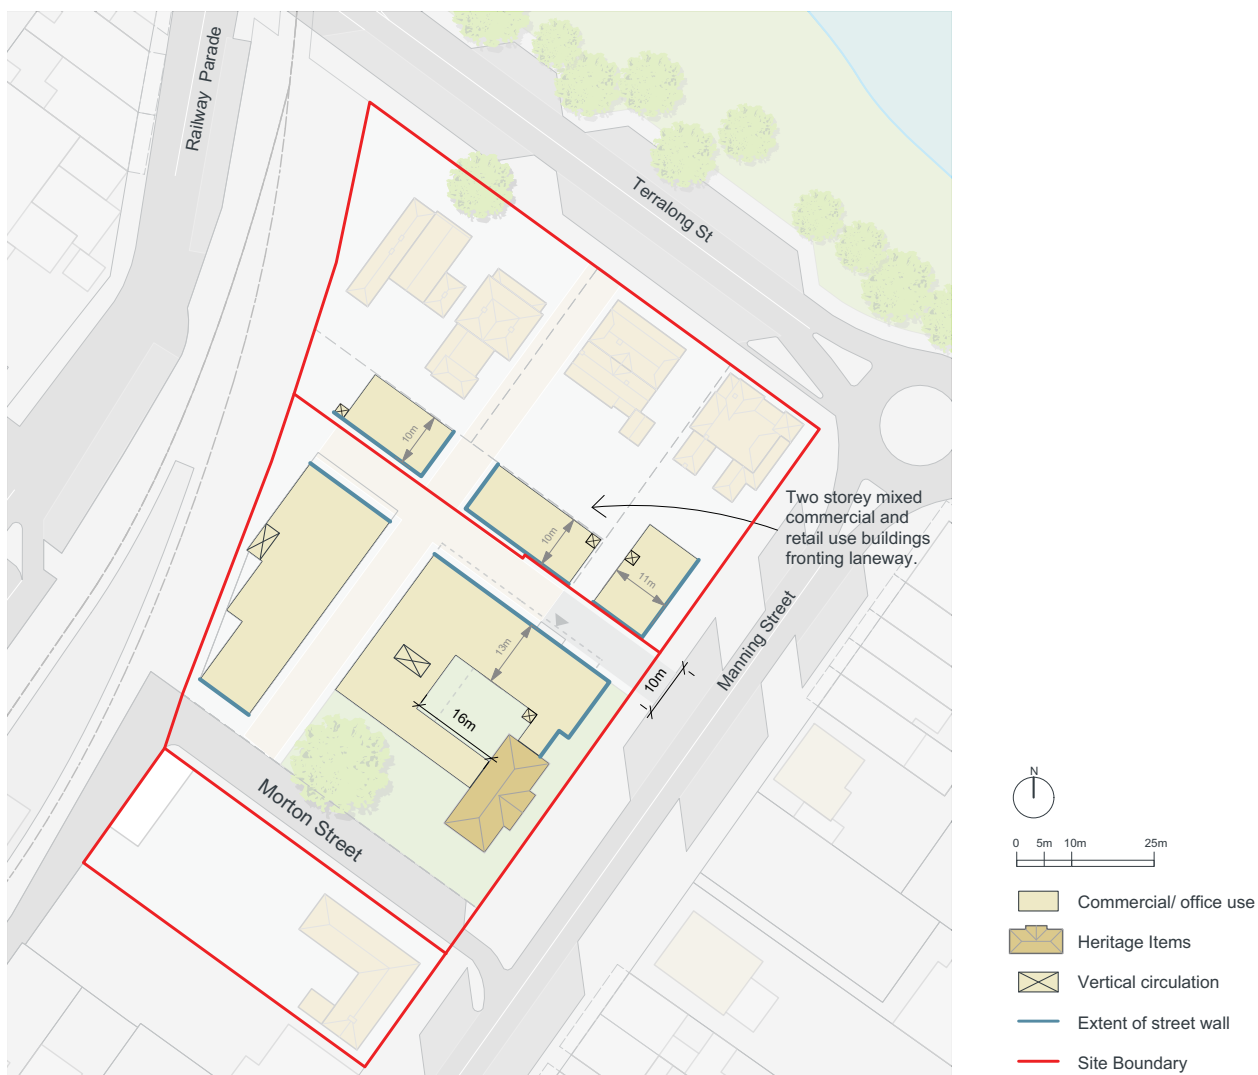 Railway Parade
Terralong St
10m
Two storey mixed
commercial and
retail use buildings
fronting laneway.
10m
11m
Manning Street
13m
10m
16m
Morton Street
N
0 5m 10m 25m
Commercial/ office use
Heritage Items
Vertical circulation
Extent of street wall
Site Boundary